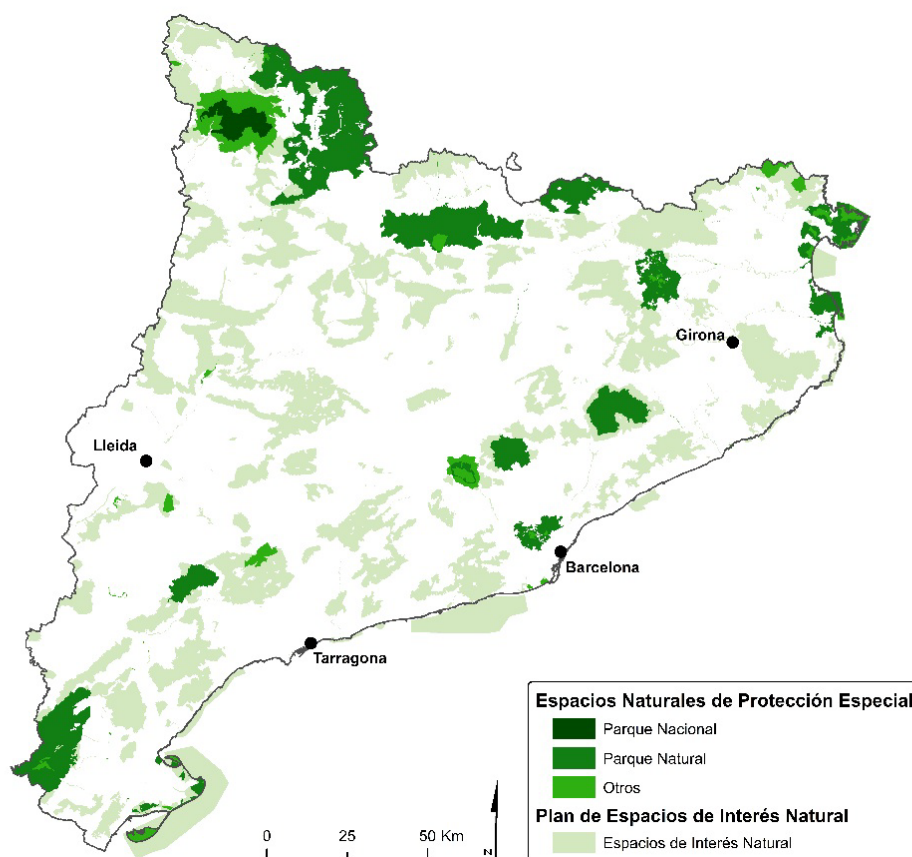 Girona
Lleida
Barcelona
Tarragona
Espacios Naturales de Protección Especial
Parque Nacional
Parque Natural
Otros
Plan de Espacios de Interés Natural
Espacios de Interés Natural
0 25 50 Km
N